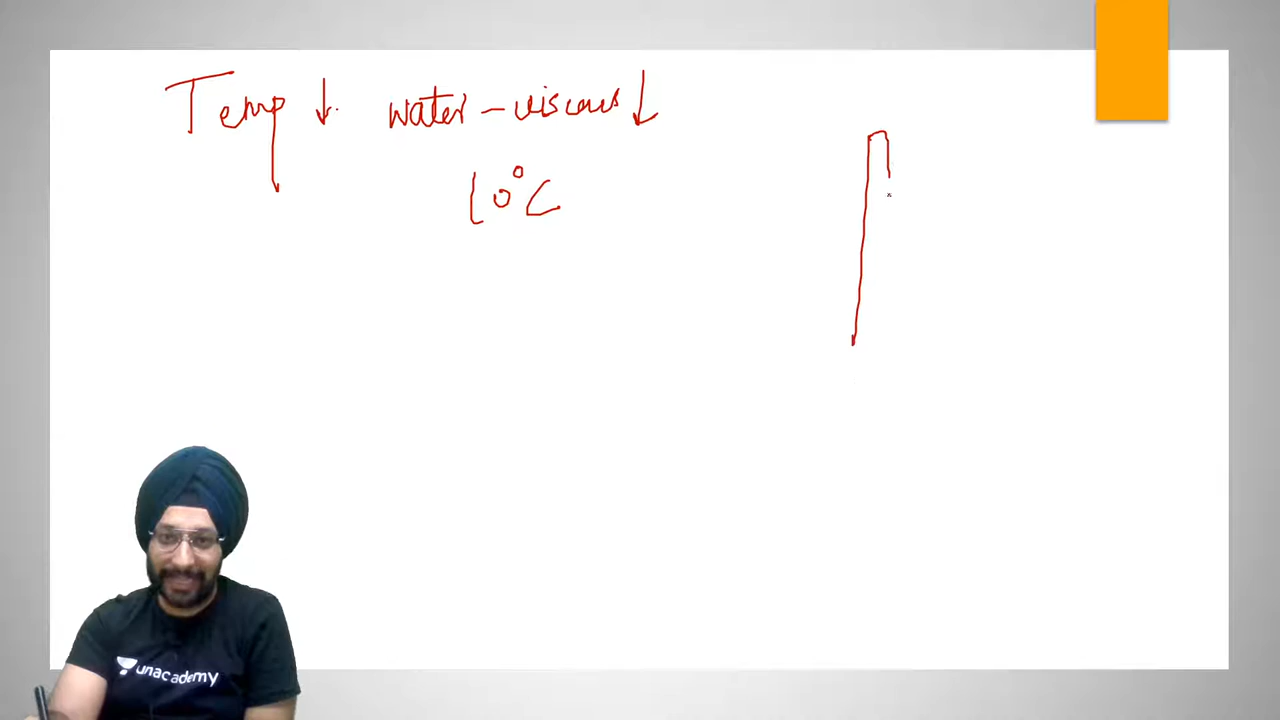 Temp ↓. water - viscous ↓
10°C
unacademy